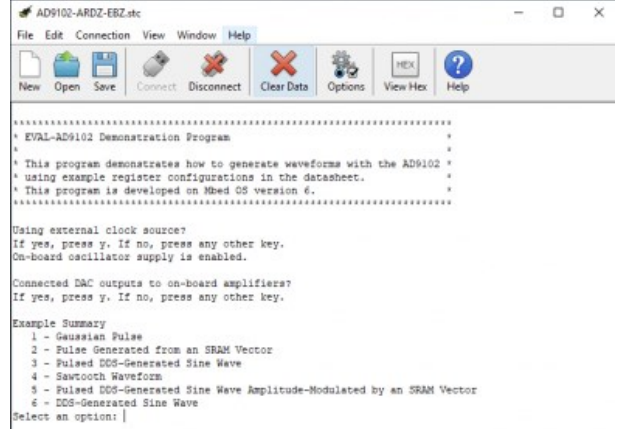 AD9102-ARDZ-EBZ.stc
File Edit Connection View Window Help
New Open Save Connect Disconnect Clear Data Options View Hex Help
HEX
* EVAL-AD9102 Demonstration Program *
* *
* This program demonstrates how to generate waveforms with the AD9102 *
* using example register configurations in the datasheet. *
* This program is developed on Mbed OS version 6. *
Using external clock source?
If yes, press y. If no, press any other key.
On-board oscillator supply is enabled.
Connected DAC outputs to on-board amplifiers?
If yes, press y. If no, press any other key.
Example Summary
1 - Gaussian Pulse
2 - Pulse Generated from an SRAM Vector
3 - Pulsed DDS-Generated Sine Wave
4 - Sawtooth Waveform
5 - Pulsed DDS-Generated Sine Wave Amplitude-Modulated by an SRAM Vector
6 - DDS-Generated Sine Wave
Select an option: